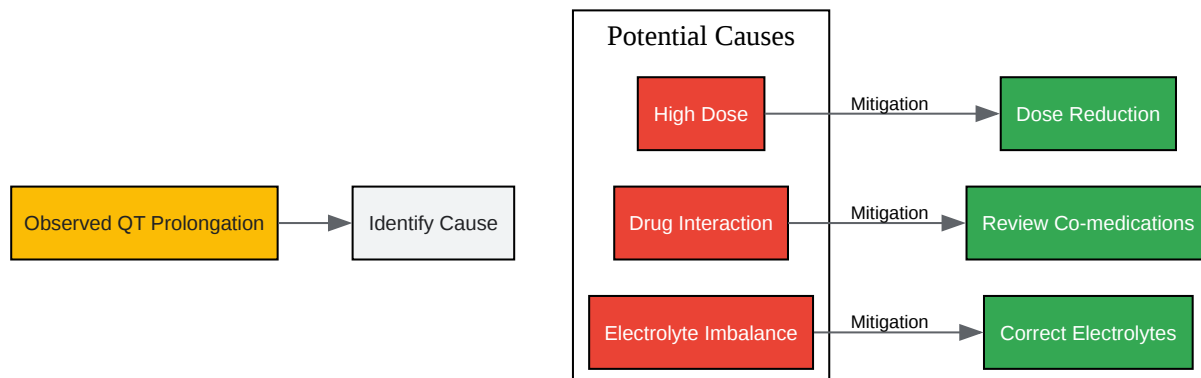 Potential Causes
High Dose
Mitigation
Dose Reduction
Observed QT Prolongation
Identify Cause
Drug Interaction
Mitigation
Review Co-medications
Electrolyte Imbalance
Mitigation
Correct Electrolytes